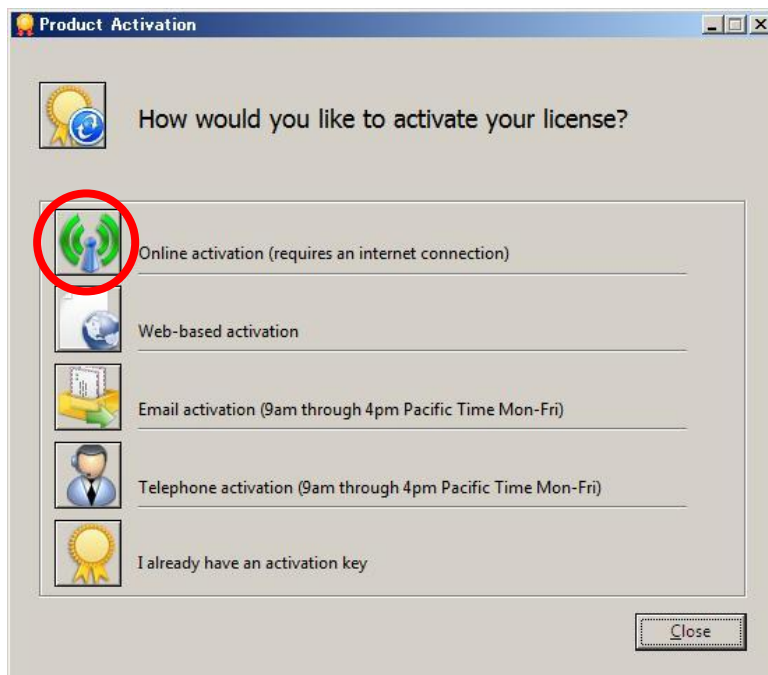 Product Activation
How would you like to activate your license?
Online activation (requires an internet connection)
Web-based activation
Email activation (9am through 4pm Pacific Time Mon-Fri)
Telephone activation (9am through 4pm Pacific Time Mon-Fri)
I already have an activation key
Close